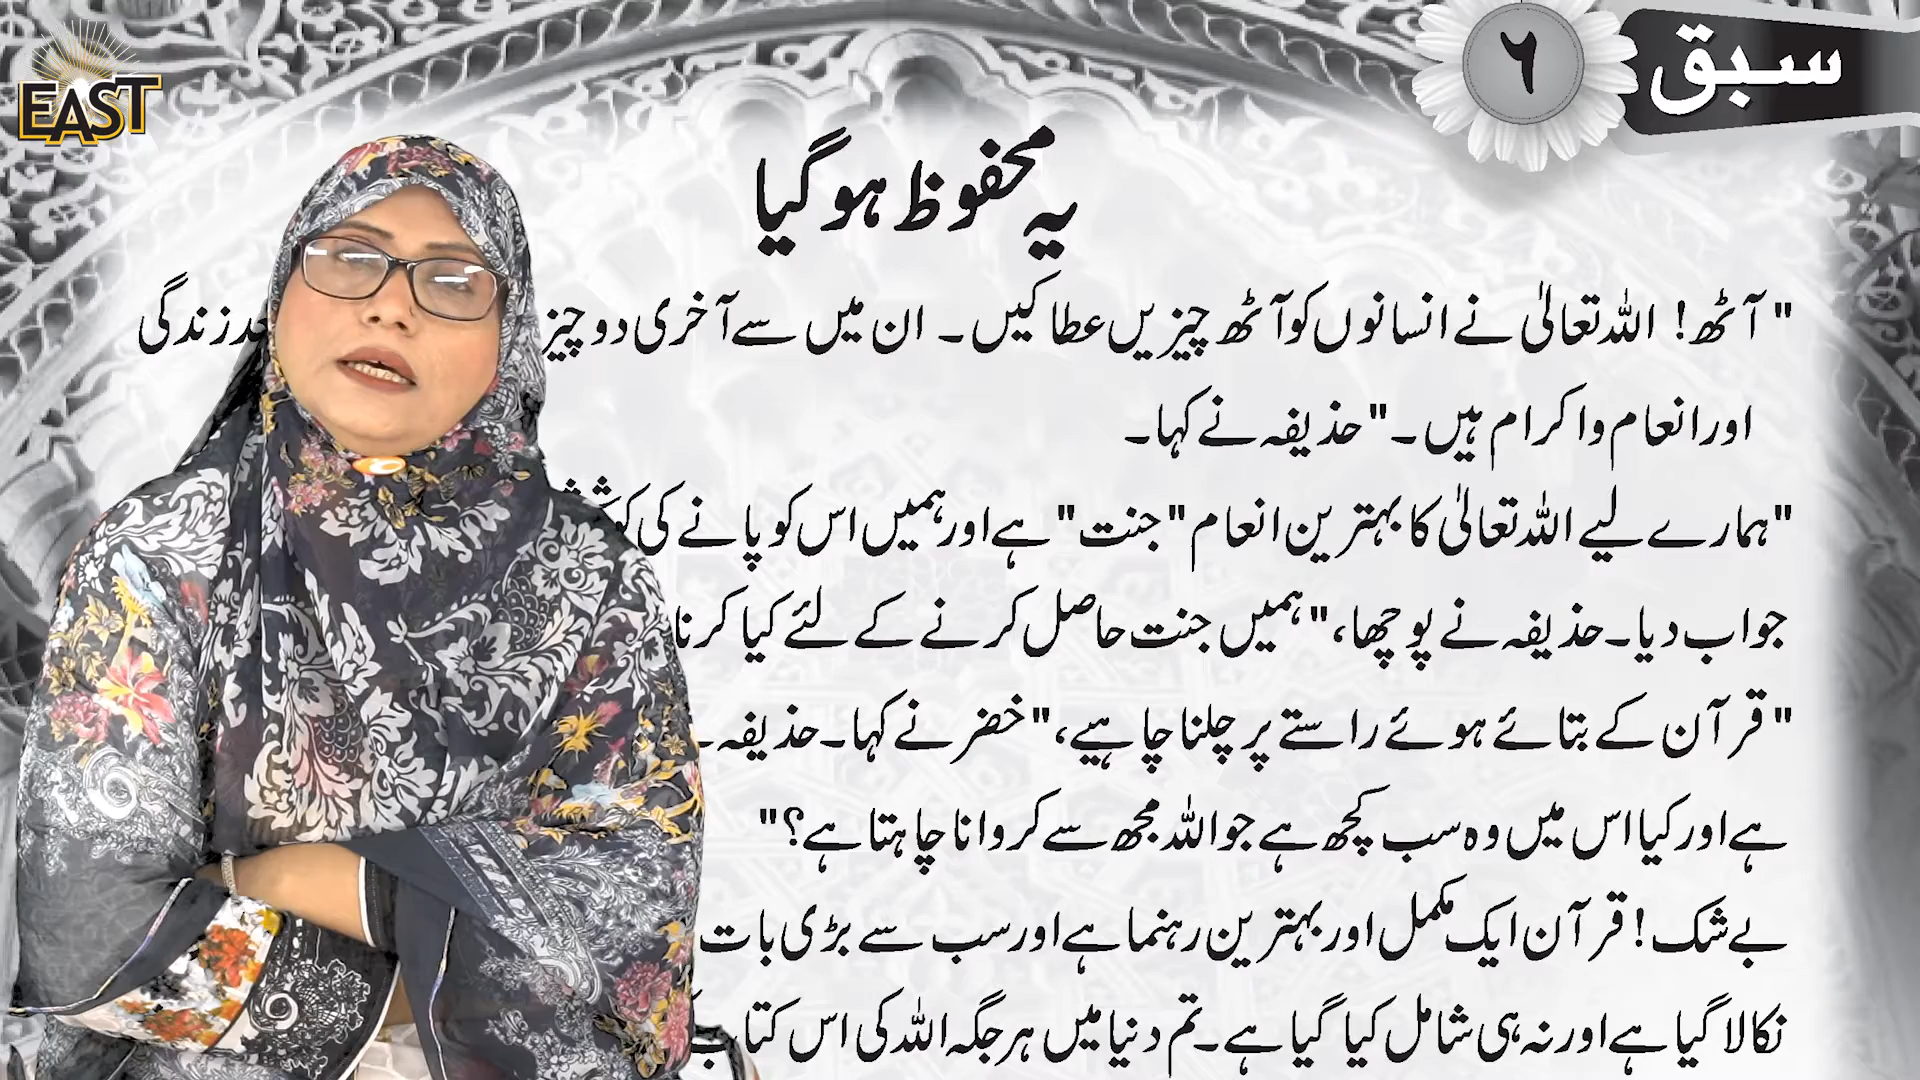 EAST
سبق ٦
یہ محفوظ ہوگیا
"آٹھ! اللہ تعالیٰ نے انسانوں کو آٹھ چیزیں عطا کیں۔ ان میں سے آخری دو زندگی
اور انعام و اکرام ہیں۔" حذیفہ نے کہا۔
"ہمارے لیے اللہ تعالیٰ کا بہترین انعام "جنت" ہے اور ہمیں اس کو پانے کی
جواب دیا۔ حذیفہ نے پوچھا، "ہمیں جنت حاصل کرنے کے لئے کیا کرنا
"قرآن کے بتائے ہوئے راستے پر چلنا چاہیے، "خضر نے کہا۔ حذیفہ
ہے اور کیا اس میں وہ سب کچھ ہے جو اللہ مجھ سے کروانا چاہتا ہے؟"
بے شک! قرآن ایک مکمل اور بہترین رہنما ہے اور سب سے بڑی بات
نکالا گیا ہے اور نہ ہی شامل کیا گیا ہے۔ تم دنیا میں ہر جگہ اللہ کی اس کتاب